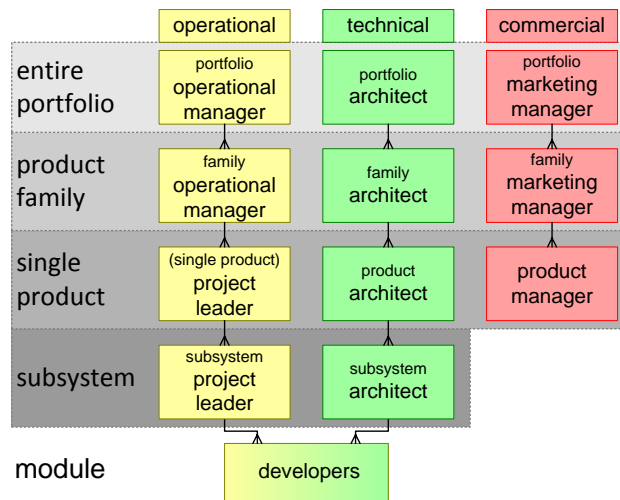 operational
technical
commercial
entire
portfolio
portfolio
operational
manager
portfolio
architect
portfolio
marketing
manager
product
family
family
operational
manager
family
architect
family
marketing
manager
single
product
(single product)
project
leader
product
architect
product
manager
subsystem
subsystem
project
leader
subsystem
architect
module
developers